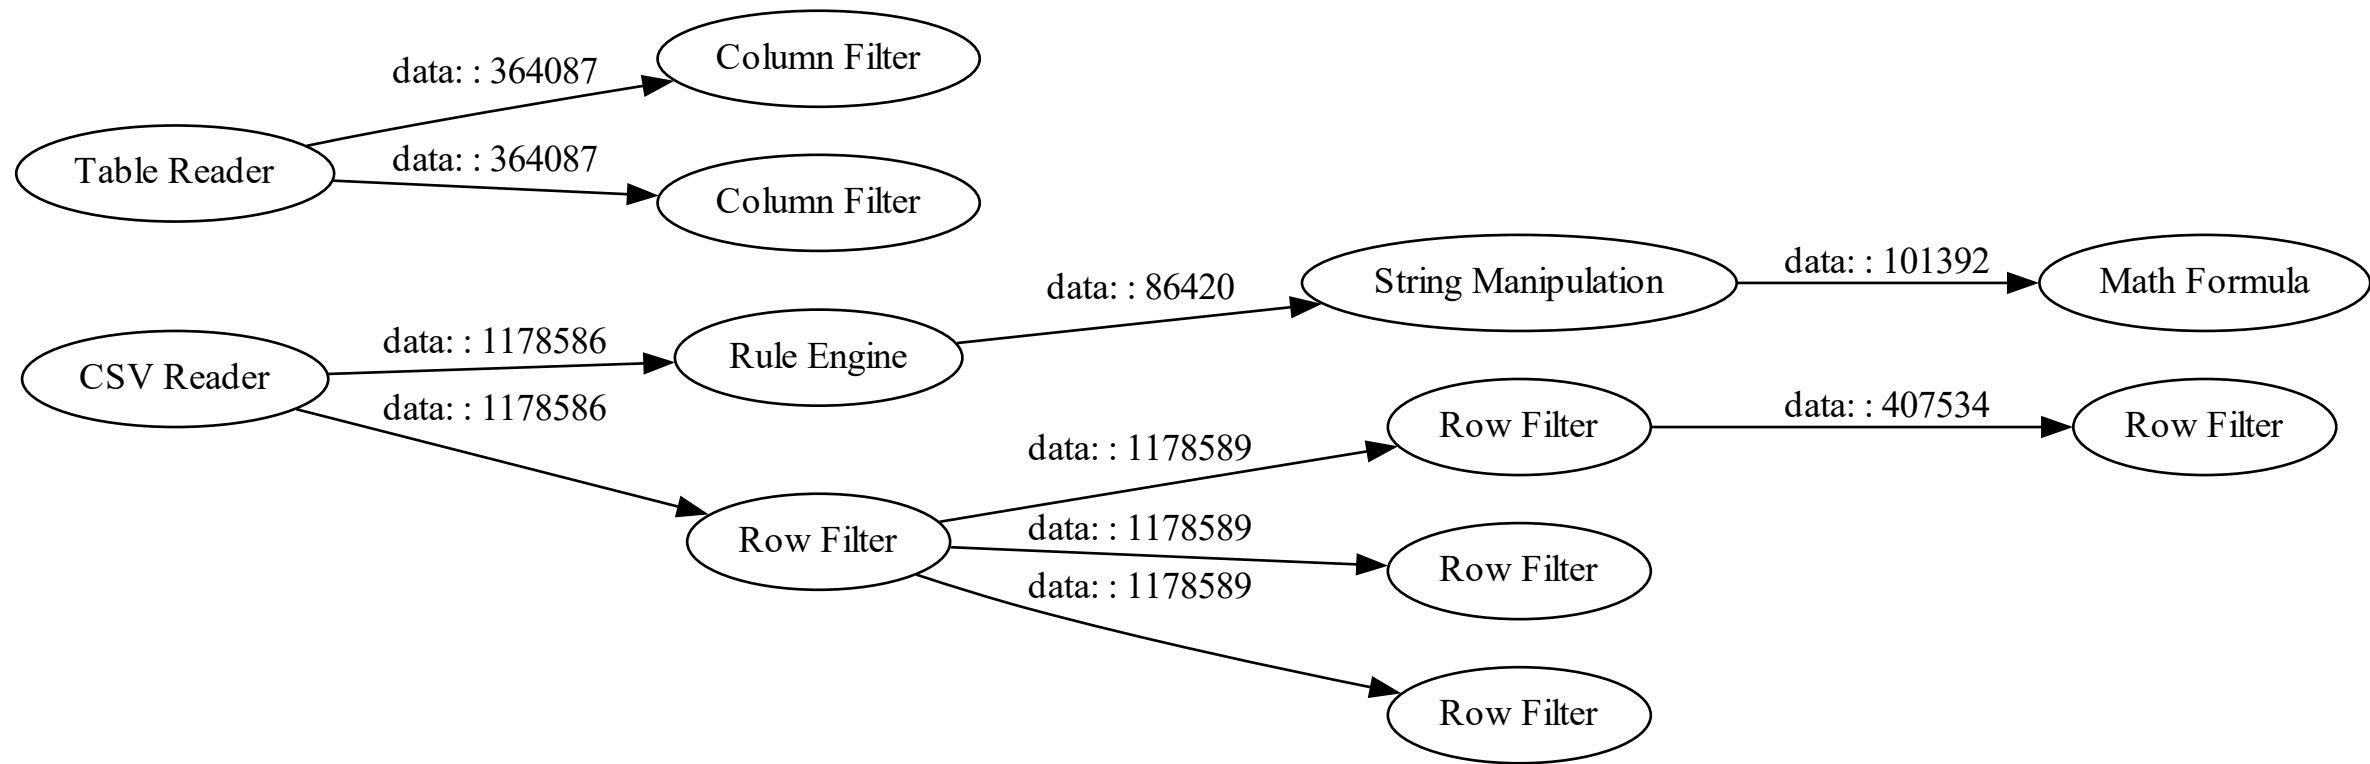 Column Filter
data: : 364087
Table Reader
data: : 364087
Column Filter
data: : 101392
String Manipulation
Math Formula
data: : 86420
data: : 1178586
Rule Engine
CSV Reader
data: : 1178586
data: : 407534
Row Filter
Row Filter
data: : 1178589
data: : 1178589
Row Filter
Row Filter
data: : 1178589
Row Filter